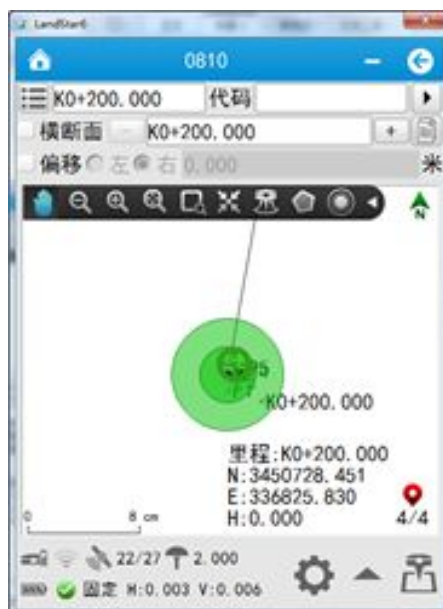 LandStar6
0810
K0+200.000 代码
横断面 - K0+200.000 +
偏移 左 右 0.000 米
N
K0+200.000
里程:K0+200.000
N:3450728.451
E:336825.830
H:0.000
0 8 cm 4/4
22/27 2.000
固定 H:0.003 V:0.006